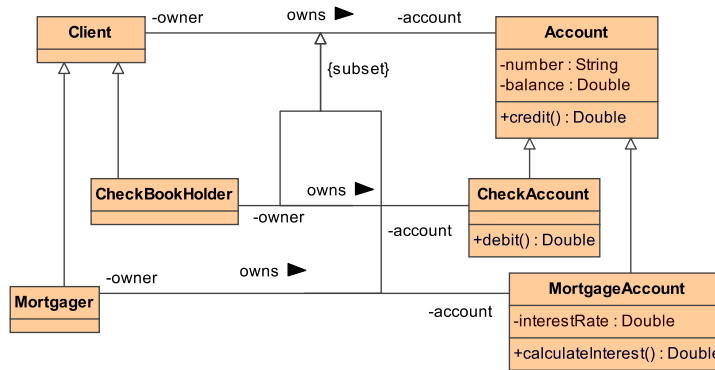 -owner
owns
-account
Client
Account
-number : String
-balance : Double
+credit() : Double
{subset}
CheckBookHolder
owns
CheckAccount
-owner
-account
+debit() : Double
-owner
owns
Mortgager
-account
MortgageAccount
-interestRate : Double
+calculateInterest() : Double